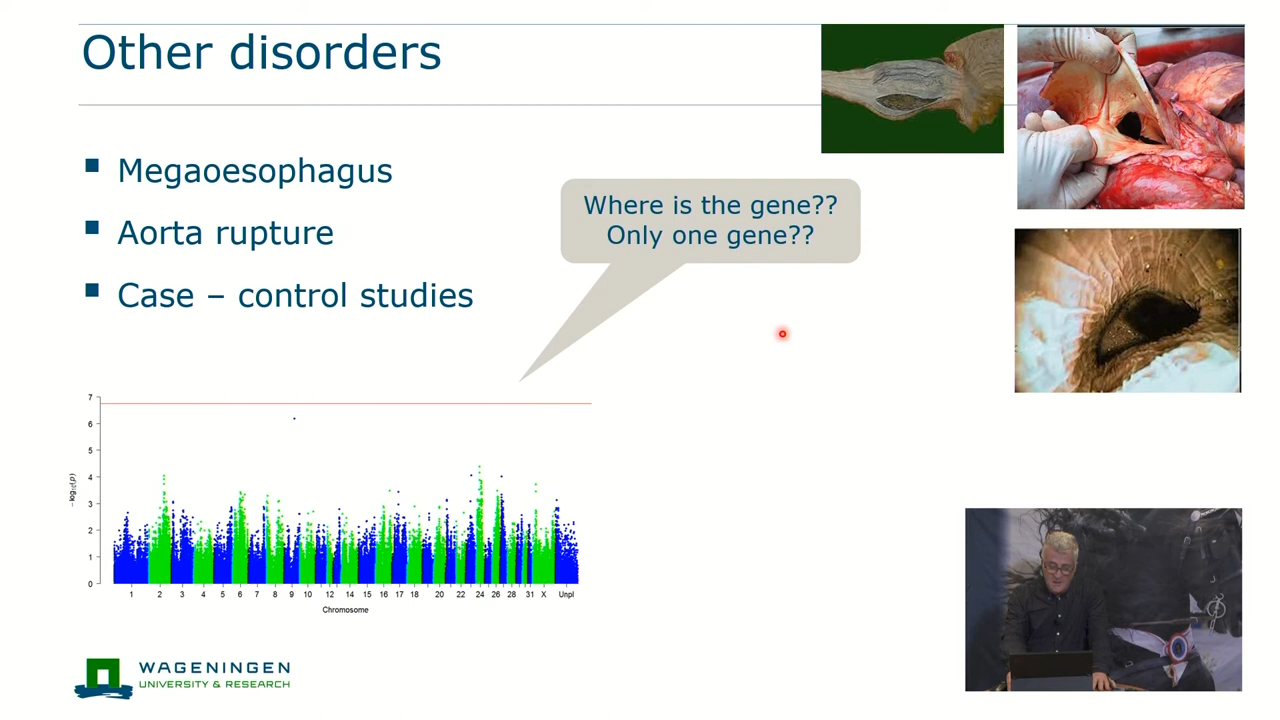 Other disorders
Megaoesophagus
Aorta rupture
Case – control studies
Where is the gene??
Only one gene??
7
6
5
4
3
2
1
0
−log₁₀(p)
1 2 3 4 5 6 7 8 9 10 12 14 15 16 17 18 20 22 24 26 28 31 X Unpl
Chromosome
WAGENINGEN
UNIVERSITY & RESEARCH